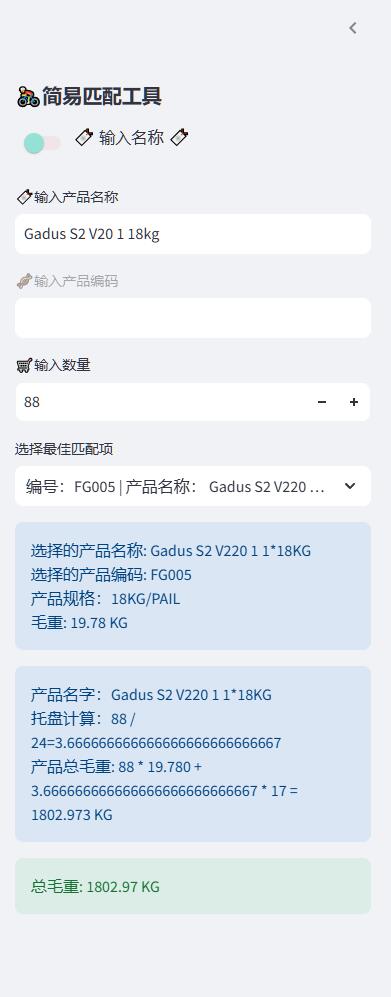 简易匹配工具
输入名称
输入产品名称
Gadus S2 V20 1 18kg
输入产品编码
输入数量
88
选择最佳匹配项
编号： FG005 | 产品名称： Gadus S2 V220 ...
选择的产品名称: Gadus S2 V220 1 1*18KG
选择的产品编码: FG005
产品规格： 18KG/PAIL
毛重: 19.78 KG
产品名字：Gadus S2 V220 1 1*18KG
托盘计算：88 /
24=3.666666666666666666666666667
产品总毛重: 88 * 19.780 +
3.666666666666666666666666667 * 17 =
1802.973 KG
总毛重: 1802.97 KG